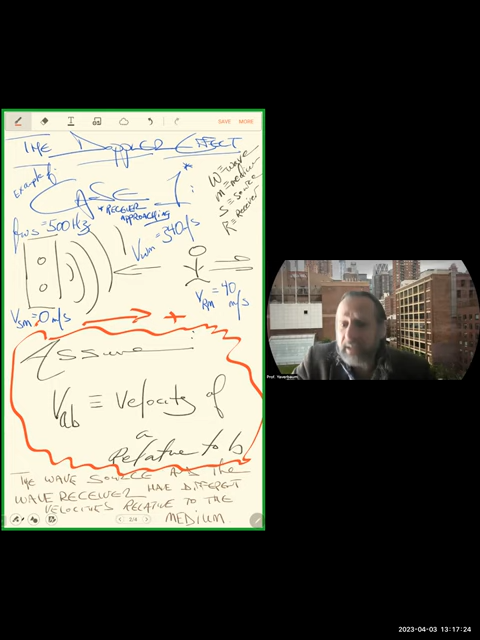 SAVE MORE
THE DOPPLER EFFECT
Example of:
CASE 1*:
* RECEIVER
APPROACHING
W ≡ wave
M ≡ medium
S ≡ source
R ≡ Receiver
fws = 500 Hz
Vwm = 340 m/s
VRm = 40 m/s
Vsm = 0 m/s
+
Assume:
Vab ≡ Velocity of
a
Relative to b
THE WAVE SOURCE AND the
WAVE RECEIVER HAVE DIFFERENT
VELOCITIES RELATIVE TO THE
MEDIUM
2/4
Prof. Yaverbaum
2023-04-03 13:17:24